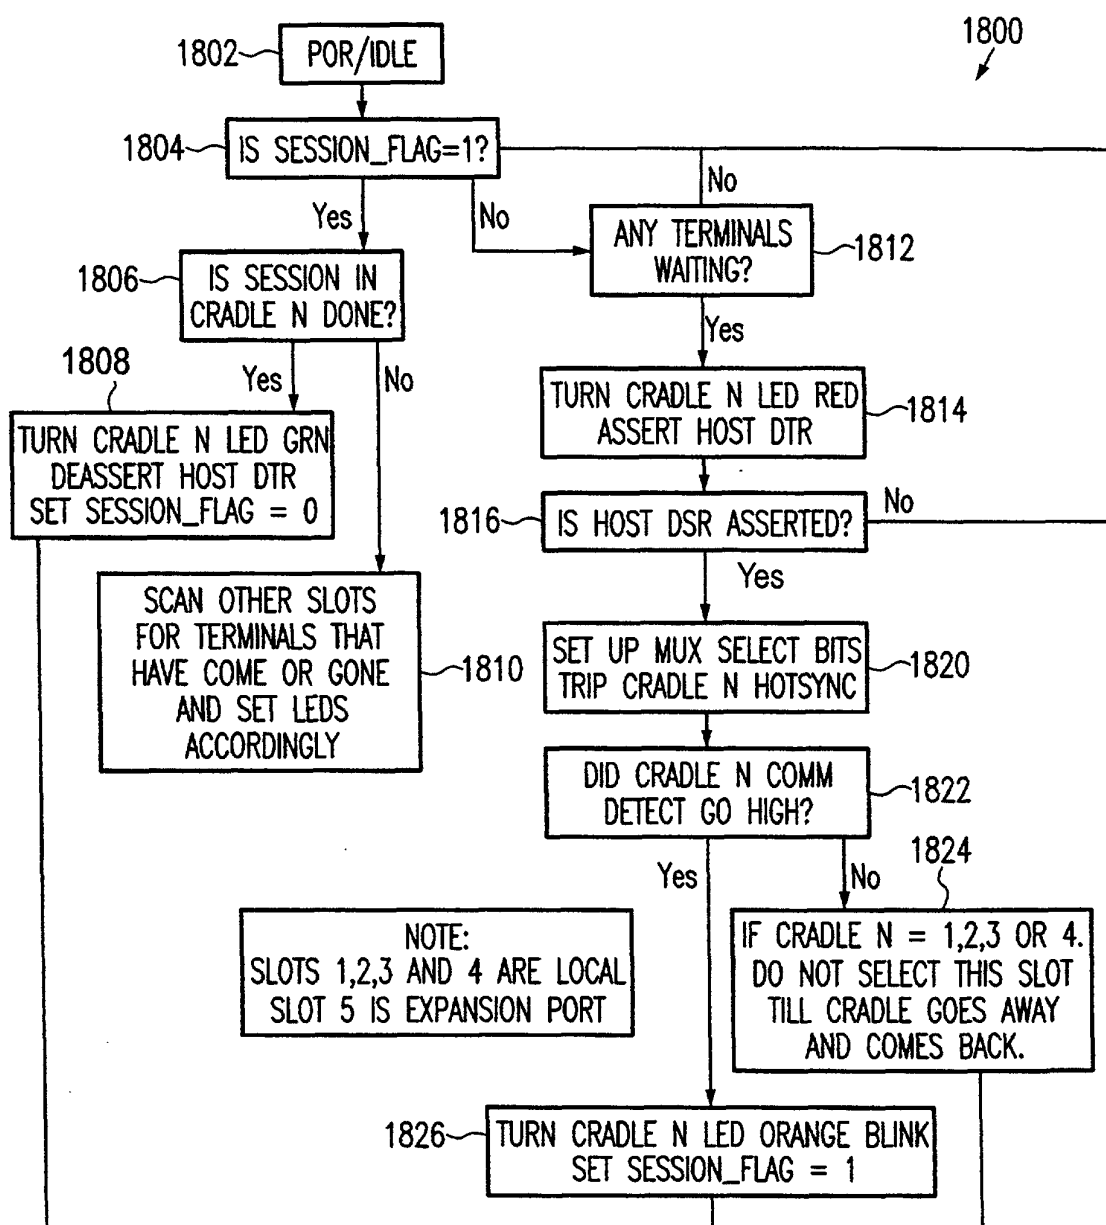 1800
1802
POR/IDLE
1804
IS SESSION_FLAG=1?
Yes
No
No
ANY TERMINALS
WAITING?
1812
1806
IS SESSION IN
CRADLE N DONE?
Yes
1808
Yes
No
TURN CRADLE N LED RED
ASSERT HOST DTR
1814
TURN CRADLE N LED GRN
DEASSERT HOST DTR
SET SESSION_FLAG = 0
1816
IS HOST DSR ASSERTED?
No
Yes
SCAN OTHER SLOTS
FOR TERMINALS THAT
HAVE COME OR GONE
AND SET LEDS
ACCORDINGLY
1810
SET UP MUX SELECT BITS
TRIP CRADLE N HOTSYNC
1820
DID CRADLE N COMM
DETECT GO HIGH?
1822
Yes
No
1824
NOTE:
SLOTS 1,2,3 AND 4 ARE LOCAL
SLOT 5 IS EXPANSION PORT
IF CRADLE N = 1,2,3 OR 4.
DO NOT SELECT THIS SLOT
TILL CRADLE GOES AWAY
AND COMES BACK.
1826
TURN CRADLE N LED ORANGE BLINK
SET SESSION_FLAG = 1